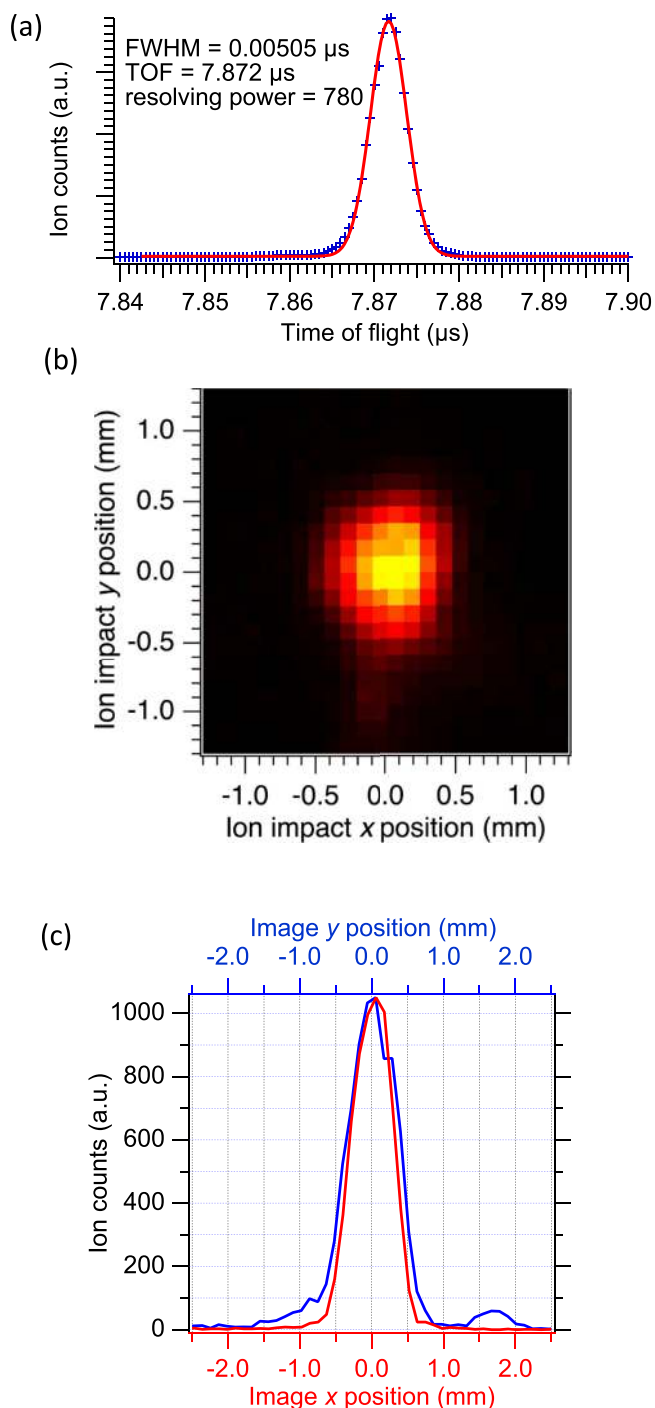 (a)
FWHM = 0.00505 µs
TOF = 7.872 µs
resolving power = 780
Ion counts (a.u.)
7.84 7.85 7.86 7.87 7.88 7.89 7.90
Time of flight (µs)
(b)
Ion impact y position (mm)
1.0
0.5
0.0
-0.5
-1.0
-1.0 -0.5 0.0 0.5 1.0
Ion impact x position (mm)
(c)
Image y position (mm)
-2.0 -1.0 0.0 1.0 2.0
Ion counts (a.u.)
1000
800
600
400
200
0
-2.0 -1.0 0.0 1.0 2.0
Image x position (mm)